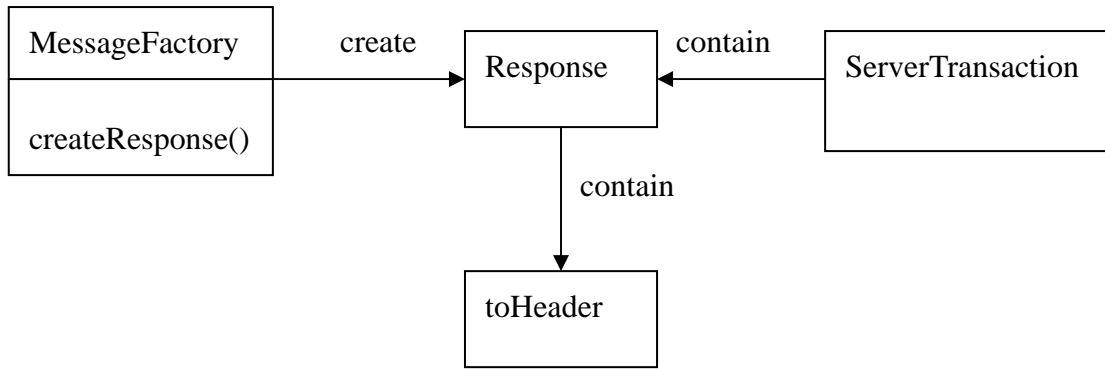 MessageFactory
createResponse()
create
Response
contain
ServerTransaction
contain
toHeader